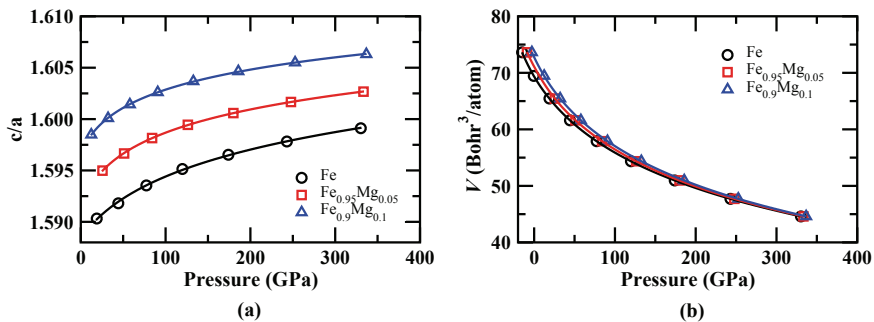 1.610
1.605
1.600
1.595
1.590
c/a
Fe
Fe0.95Mg0.05
Fe0.9Mg0.1
0 100 200 300 400
Pressure (GPa)
(a)
80
70
60
50
40
V (Bohr3/atom)
Fe
Fe0.95Mg0.05
Fe0.9Mg0.1
0 100 200 300 400
Pressure (GPa)
(b)